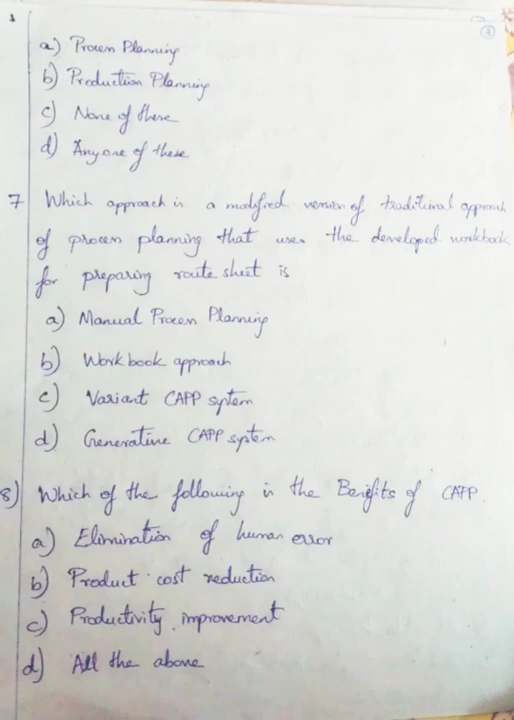 1
3
a) Process Planning
b) Production Planning
c) None of these
d) Any one of these
7 Which approach is a modified version of traditional approach
of process planning that uses the developed workbook
for preparing route sheet is
a) Manual Process Planning
b) Work book approach
c) Variant CAPP system
d) Generative CAPP system
8) Which of the following is the Benefits of CAPP.
a) Elimination of human error
b) Product cost reduction
c) Productivity improvement
d) All the above